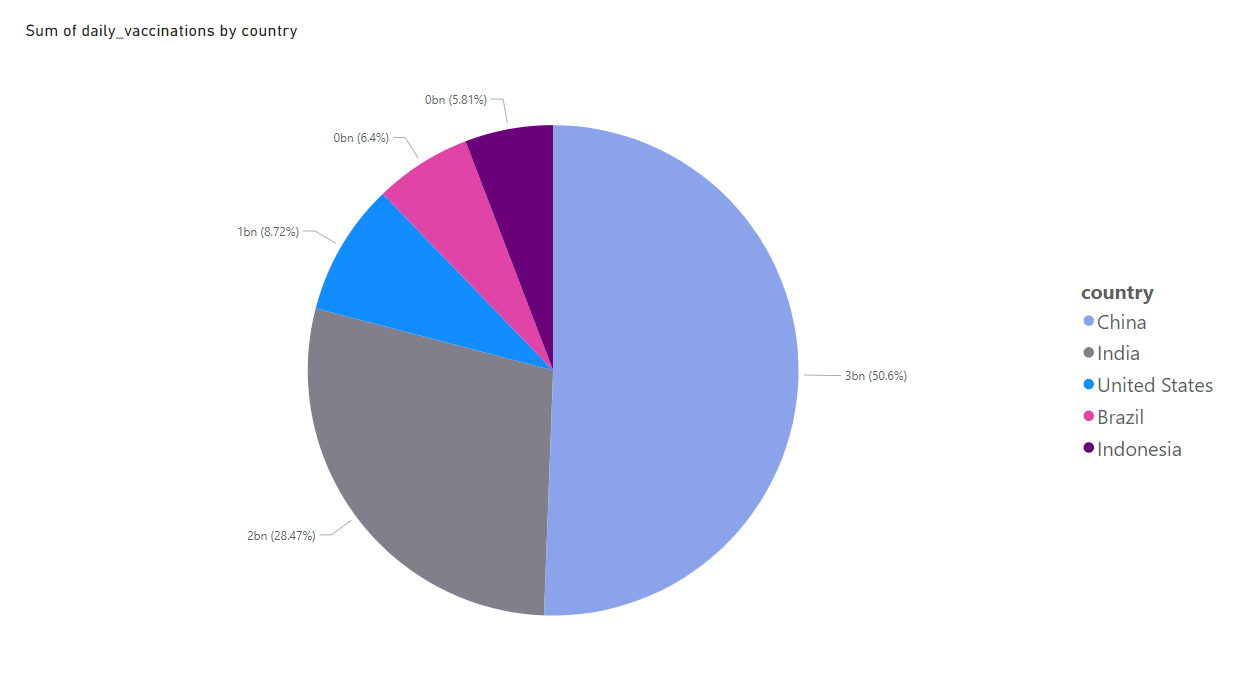 Sum of daily_vaccinations by country
0bn (5.81%)
0bn (6.4%)
1bn (8.72%)
3bn (50.6%)
2bn (28.47%)
country
China
India
United States
Brazil
Indonesia